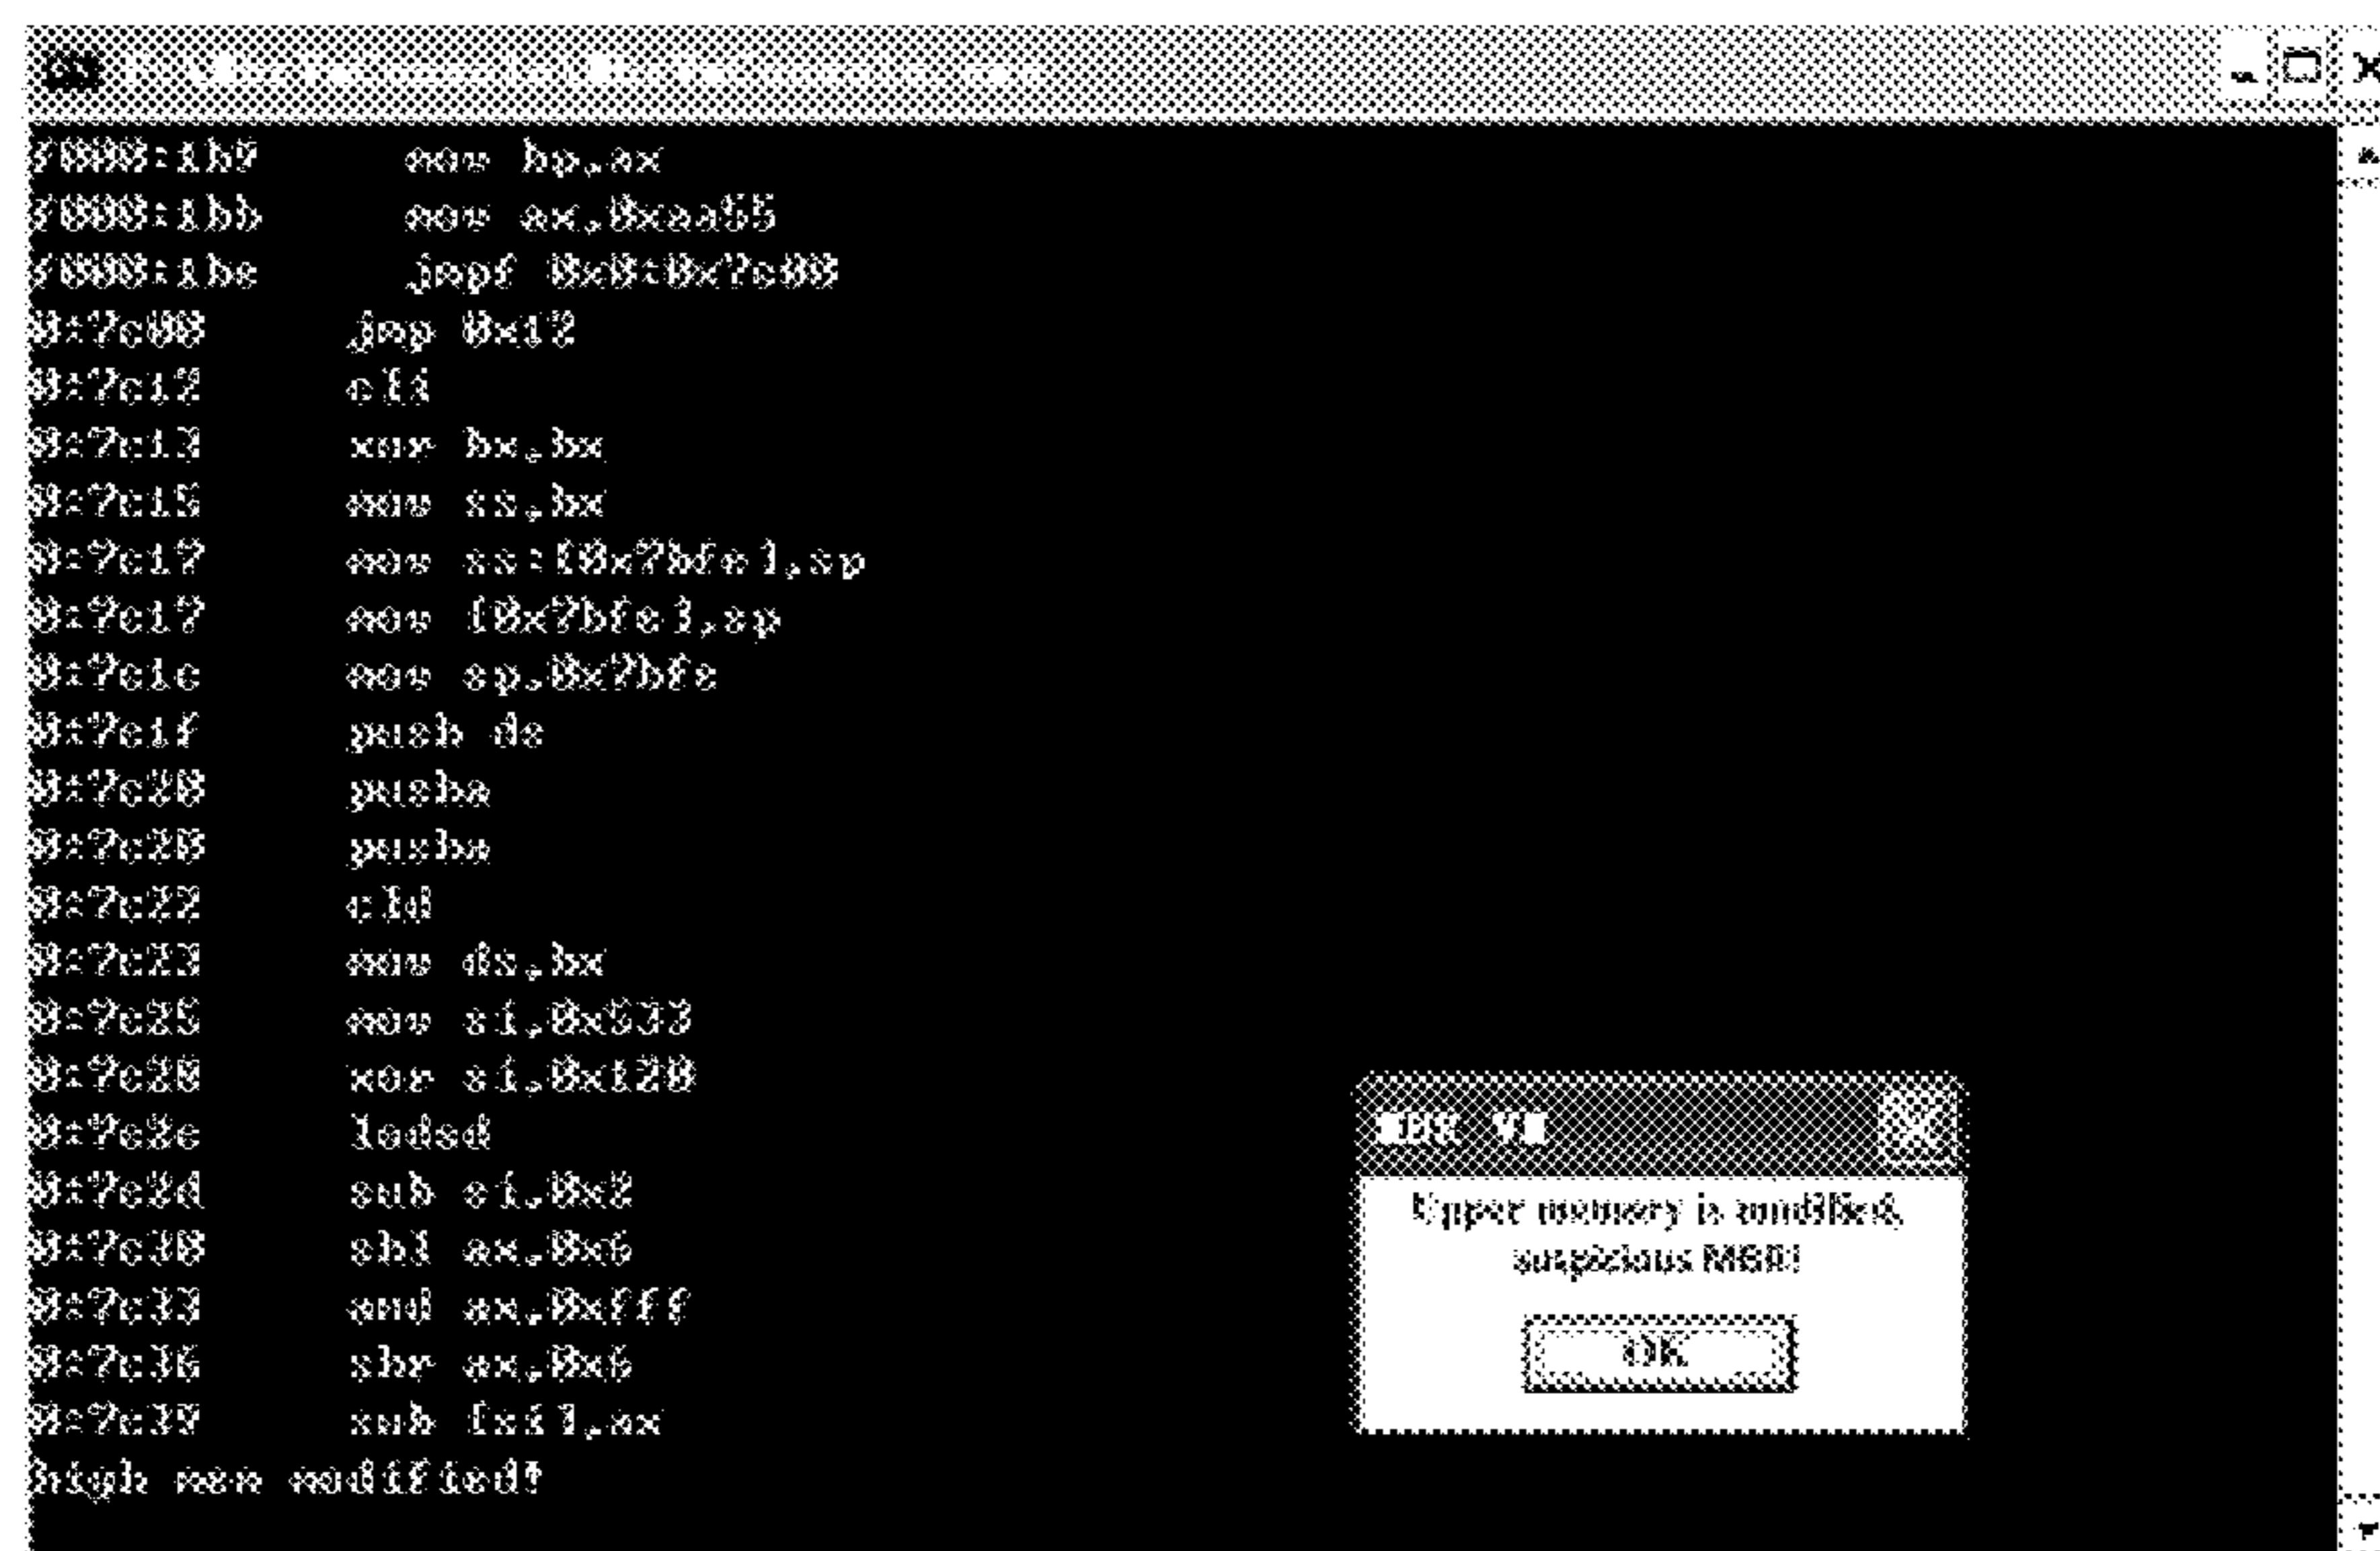 f000:1b9 mov bp,ax
f000:1bb mov ax,0xaa55
f000:1be jmpf 0x0:0x7c00
0:7c00 jmp 0x12
0:7c12 cli
0:7c13 xor bx,bx
0:7c15 mov ss,bx
0:7c17 mov ss:[0x7bfe],sp
0:7c17 mov [0x7bfe],sp
0:7c1c mov sp,0x7bfe
0:7c1f push ds
0:7c20 pusha
0:7c20 pusha
0:7c22 cld
0:7c23 mov ds,bx
0:7c25 mov si,0x533
0:7c28 xor si,0x120
0:7c2c lodsd
0:7c2d sub si,0x2
0:7c30 shl ax,0x6
0:7c33 and ax,0xfff
0:7c36 shr ax,0x6
0:7c39 sub [si],ax
high mem modified!
VM
Upper memory is modified,
suspicious MBR!
OK